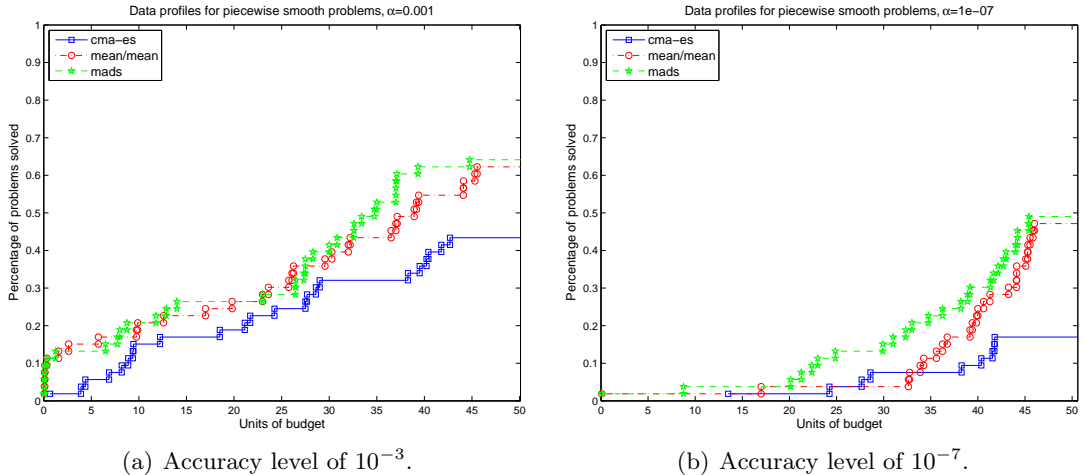 Data profiles for piecewise smooth problems, α=0.001
cma−es
mean/mean
mads
Percentage of problems solved
1
0.9
0.8
0.7
0.6
0.5
0.4
0.3
0.2
0.1
0
0 5 10 15 20 25 30 35 40 45 50
Units of budget
(a) Accuracy level of 10⁻³.
Data profiles for piecewise smooth problems, α=1e−07
cma−es
mean/mean
mads
Percentage of problems solved
1
0.9
0.8
0.7
0.6
0.5
0.4
0.3
0.2
0.1
0
0 5 10 15 20 25 30 35 40 45 50
Units of budget
(b) Accuracy level of 10⁻⁷.